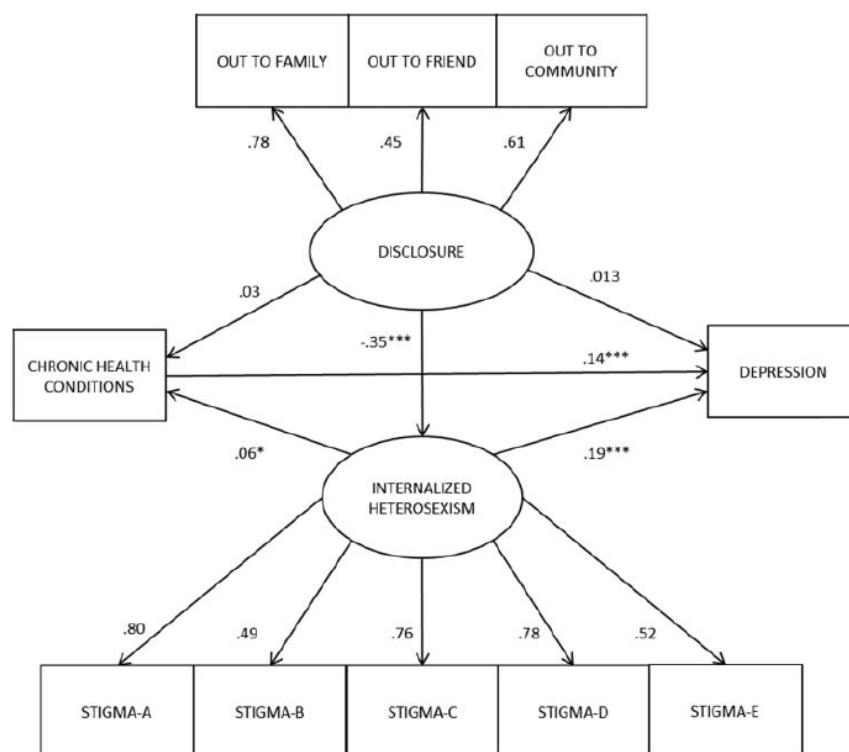 OUT TO FAMILY
OUT TO FRIEND
OUT TO
COMMUNITY
.78
.45
.61
DISCLOSURE
.03
.013
-.35***
CHRONIC HEALTH
CONDITIONS
.14***
DEPRESSION
.06*
.19***
INTERNALIZED
HETEROSEXISM
.80
.49
.76
.78
.52
STIGMA-A
STIGMA-B
STIGMA-C
STIGMA-D
STIGMA-E